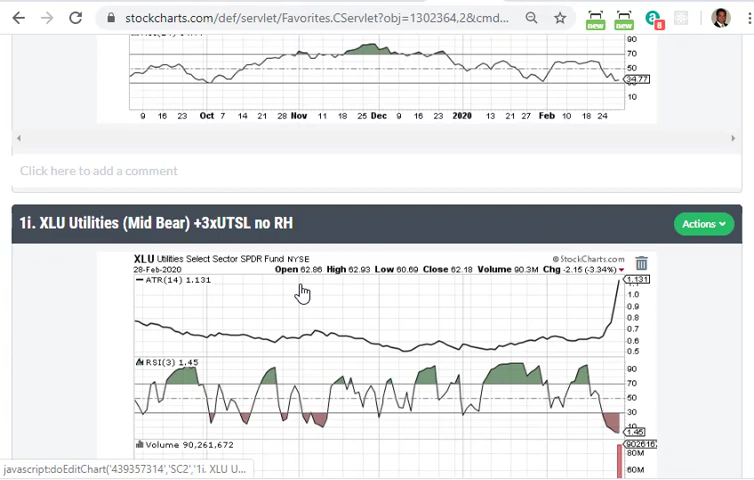 stockcharts.com/def/servlet/Favorites.CServlet?obj=1302364,2&cmd...
new
new
8
90
70
50
34.77
30
10
9 16 23 Oct 7 14 21 28 Nov 11 18 25 Dec 9 16 23 2020 13 21 27 Feb 10 18 24
Click here to add a comment
1i. XLU Utilities (Mid Bear) +3xUTSL no RH
Actions
XLU Utilities Select Sector SPDR Fund NYSE
© StockCharts.com
28-Feb-2020
Open 62.86 High 62.93 Low 60.69 Close 62.18 Volume 90.3M Chg -2.15 (-3.34%)
ATR(14) 1.131
1.131
1.0
0.9
0.8
0.7
0.6
0.5
RSI(3) 1.45
90
70
50
30
1.45
Volume 90,261,672
902616
80M
60M
javascript:doEditChart('439357314','SC2','1i. XLU U...